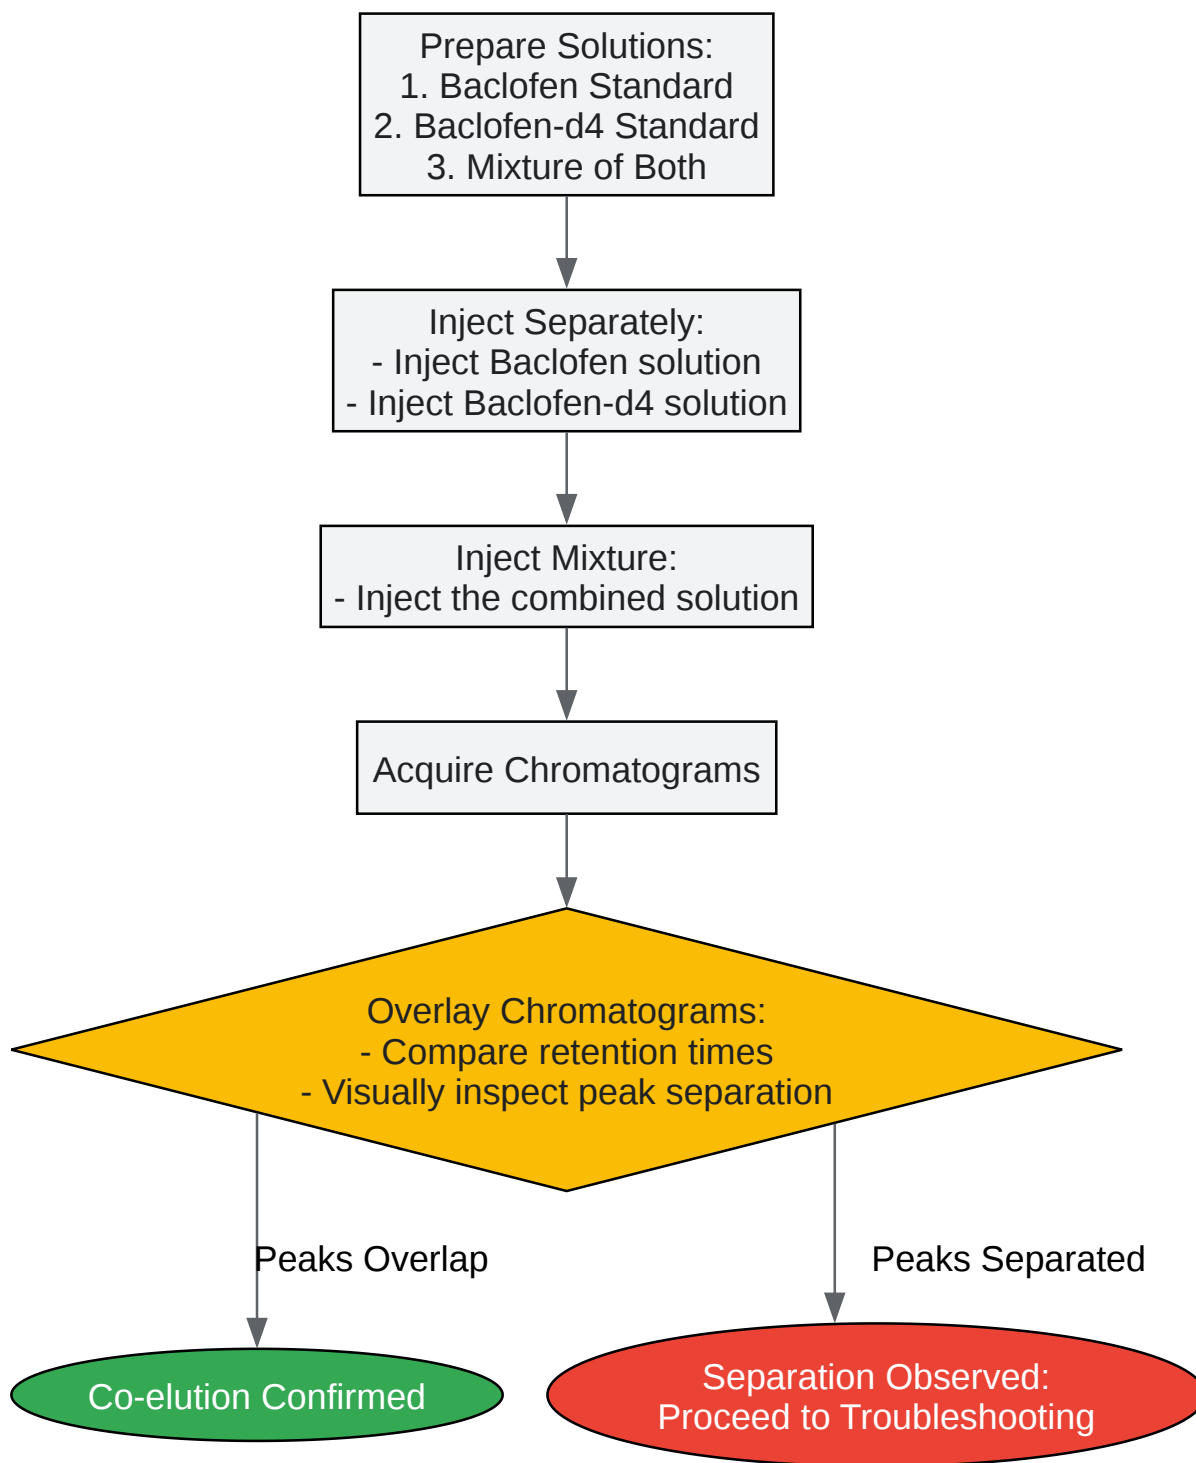 Prepare Solutions:
1. Baclofen Standard
2. Baclofen-d4 Standard
3. Mixture of Both
Inject Separately:
- Inject Baclofen solution
- Inject Baclofen-d4 solution
Inject Mixture:
- Inject the combined solution
Acquire Chromatograms
Overlay Chromatograms:
- Compare retention times
- Visually inspect peak separation
Peaks Overlap
Peaks Separated
Co-elution Confirmed
Separation Observed:
Proceed to Troubleshooting